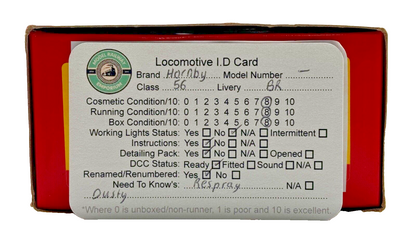 Locomotive I.D Card
Brand Hornby Model Number –
Class 56 Livery BR
Cosmetic Condition/10: 0 1 2 3 4 5 6 7 8 9 10
Running Condition/10: 0 1 2 3 4 5 6 7 8 9 10
Box Condition/10: 0 1 2 3 4 5 6 7 8 9 10
Working Lights Status: Yes No N/A Intermittent
Instructions: Yes No N/A
Detailing Pack: Yes No N/A Opened
DCC Status: Ready Fitted Sound N/A
Renamed/Renumbered: Yes No
Need To Know's: Respray N/A
Dusty
*Where 0 is unboxed/non-runner, 1 is poor and 10 is excellent